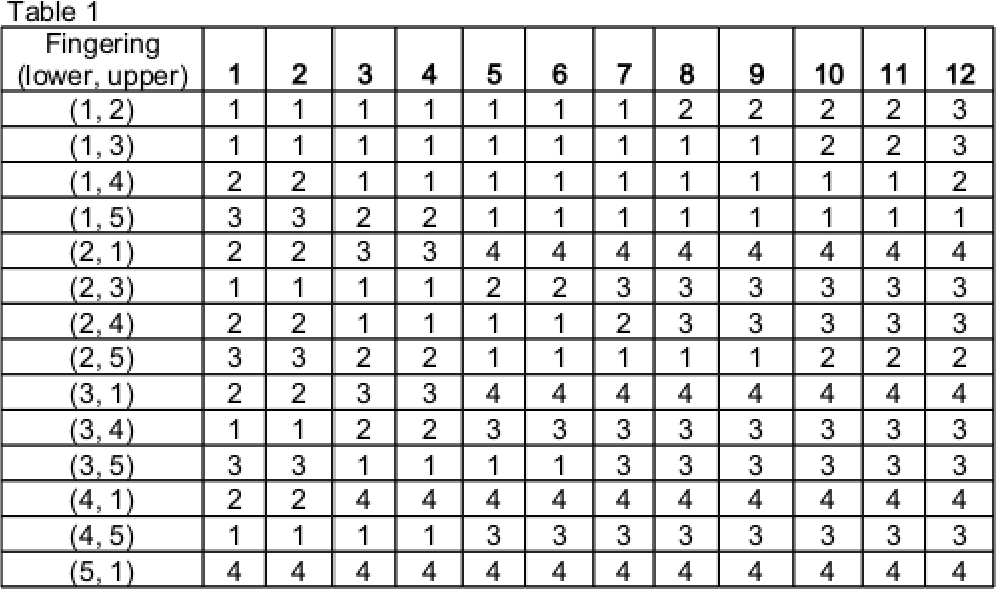 Table 1
Fingering
(lower, upper) 1 2 3 4 5 6 7 8 9 10 11 12
(1, 2) 1 1 1 1 1 1 1 2 2 2 2 3
(1, 3) 1 1 1 1 1 1 1 1 1 2 2 3
(1, 4) 2 2 1 1 1 1 1 1 1 1 1 2
(1, 5) 3 3 2 2 1 1 1 1 1 1 1 1
(2, 1) 2 2 3 3 4 4 4 4 4 4 4 4
(2, 3) 1 1 1 1 2 2 3 3 3 3 3 3
(2, 4) 2 2 1 1 1 1 2 3 3 3 3 3
(2, 5) 3 3 2 2 1 1 1 1 1 2 2 2
(3, 1) 2 2 3 3 4 4 4 4 4 4 4 4
(3, 4) 1 1 2 2 3 3 3 3 3 3 3 3
(3, 5) 3 3 1 1 1 1 3 3 3 3 3 3
(4, 1) 2 2 4 4 4 4 4 4 4 4 4 4
(4, 5) 1 1 1 1 3 3 3 3 3 3 3 3
(5, 1) 4 4 4 4 4 4 4 4 4 4 4 4